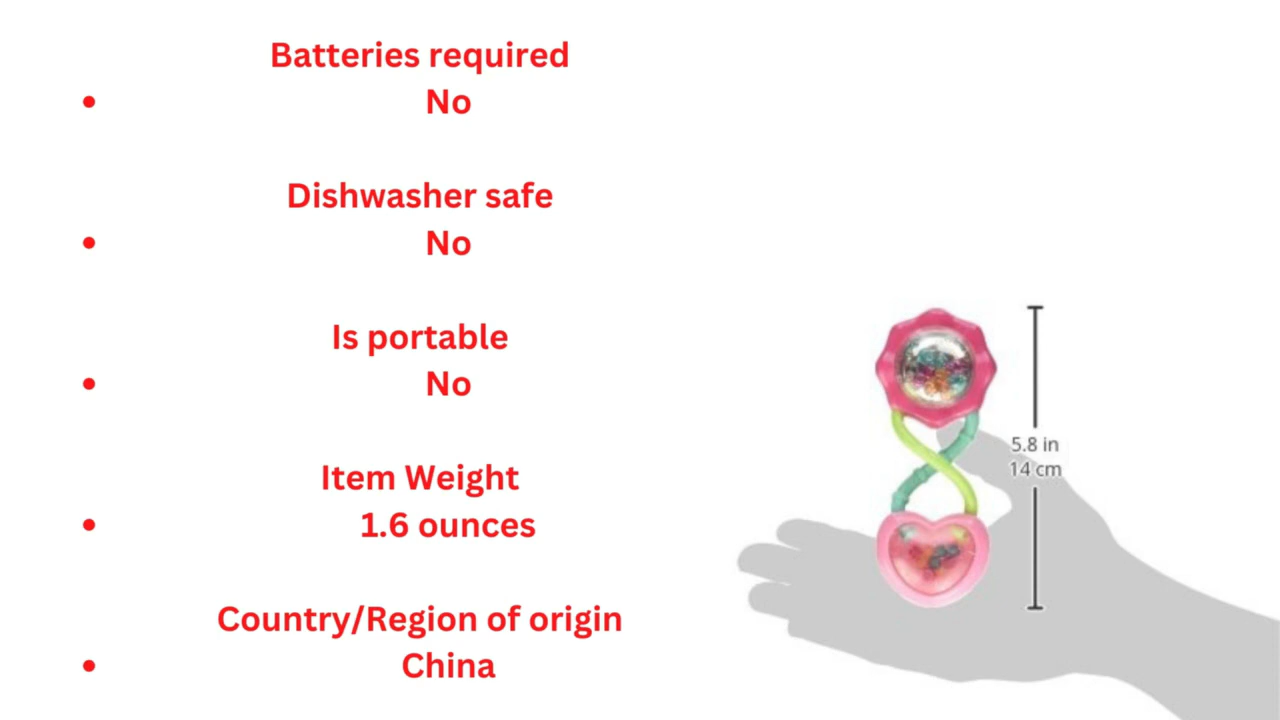 Batteries required
• No
Dishwasher safe
• No
Is portable
• No
Item Weight
• 1.6 ounces
Country/Region of origin
• China
5.8 in
14 cm